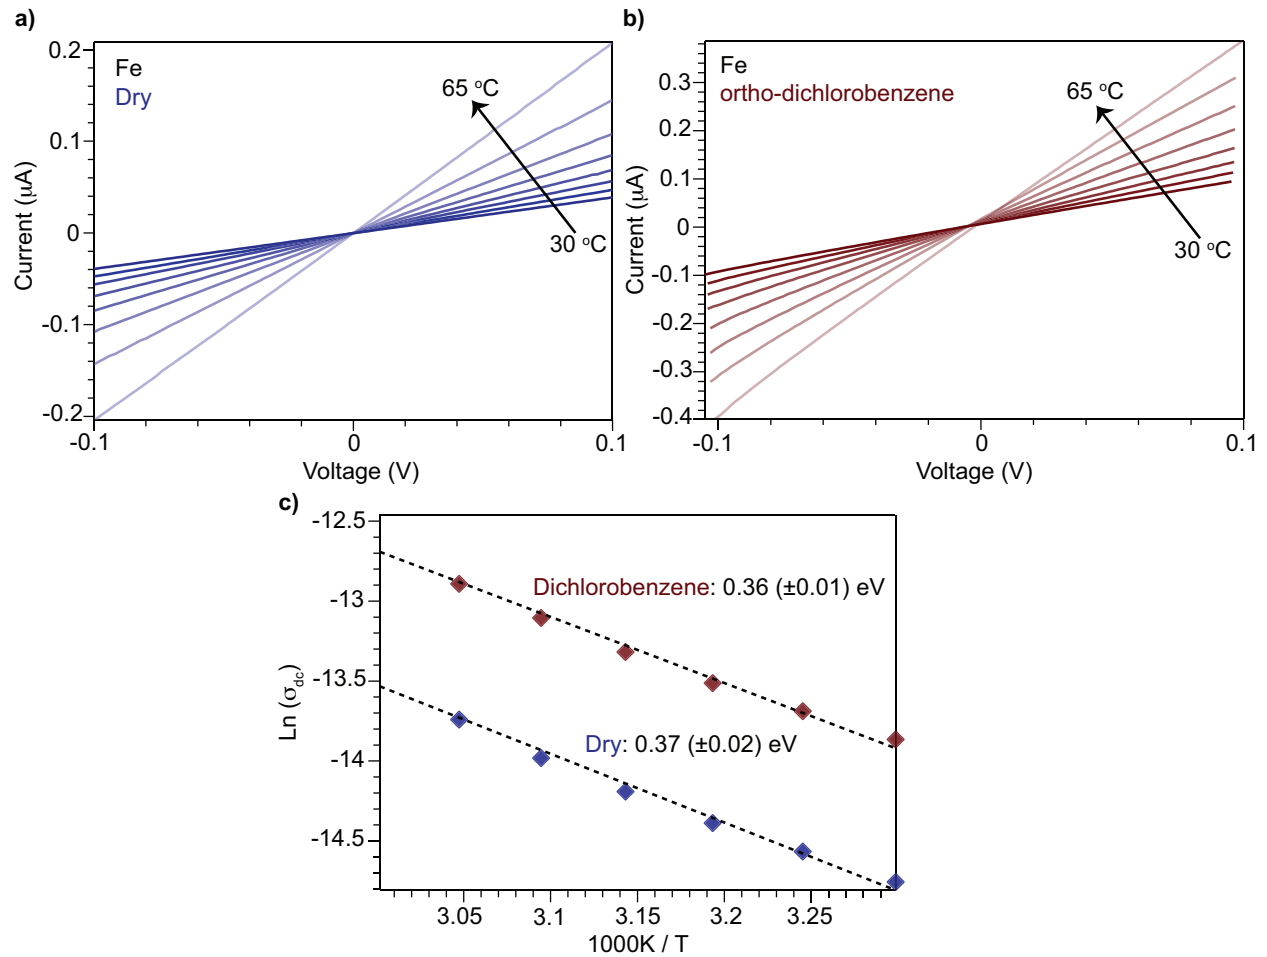 a)
Fe
Dry
65 °C
30 °C
0.2
0.1
0
-0.1
-0.2
-0.1
0
0.1
Current (μA)
Voltage (V)
b)
Fe
ortho-dichlorobenzene
65 °C
30 °C
0.3
0.2
0.1
0
-0.1
-0.2
-0.3
-0.4
-0.1
0
0.1
Current (μA)
Voltage (V)
c)
-12.5
-13
-13.5
-14
-14.5
Ln (σdc)
Dichlorobenzene: 0.36 (±0.01) eV
Dry: 0.37 (±0.02) eV
3.05
3.1
3.15
3.2
3.25
1000K / T